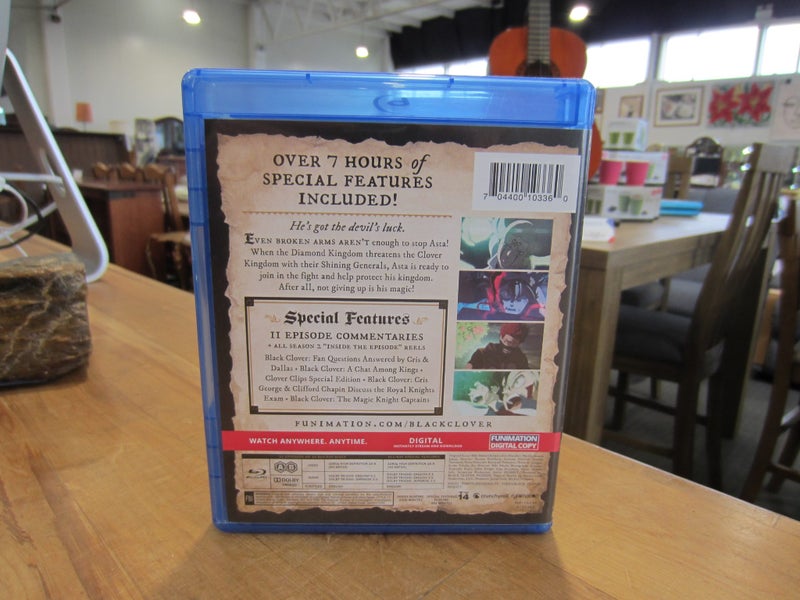 OVER 7 HOURS of
SPECIAL FEATURES
INCLUDED!
7 04400 10336 0
He's got the devil's luck.
EVEN BROKEN ARMS AREN'T enough to stop Asta!
When the Diamond Kingdom threatens the Clover
Kingdom with their Shining Generals, Asta is ready to
join in the fight and help protect his kingdom.
After all, not giving up is his magic!
Special Features
11 EPISODE COMMENTARIES
+ ALL SEASON 2 "INSIDE THE EPISODE" REELS
Black Clover: Fan Questions Answered by Cris &
Dallas • Black Clover: A Chat Among Kings •
Clover Clips Special Edition • Black Clover: Cris
George & Clifford Chapin Discuss the Royal Knights
Exam • Black Clover: The Magic Knight Captains
FUNIMATION.COM/BLACKCLOVER
WATCH ANYWHERE. ANYTIME.
DIGITAL
INSTANTLY STREAM AND DOWNLOAD
FUNIMATION
DIGITAL COPY
DOLBY
14
crunchyroll